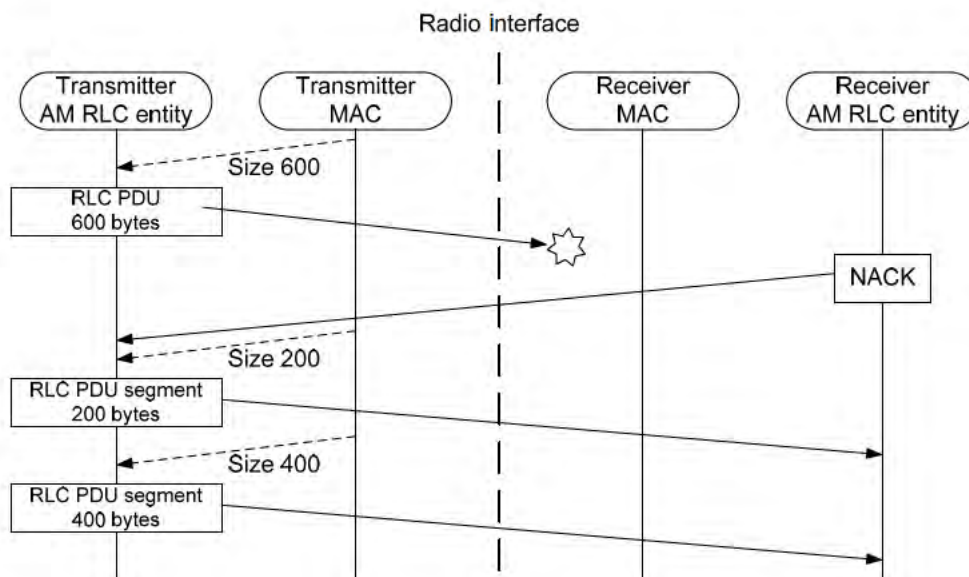 Radio interface
Transmitter
AM RLC entity
Transmitter
MAC
Receiver
MAC
Receiver
AM RLC entity
Size 600
RLC PDU
600 bytes
NACK
Size 200
RLC PDU segment
200 bytes
Size 400
RLC PDU segment
400 bytes